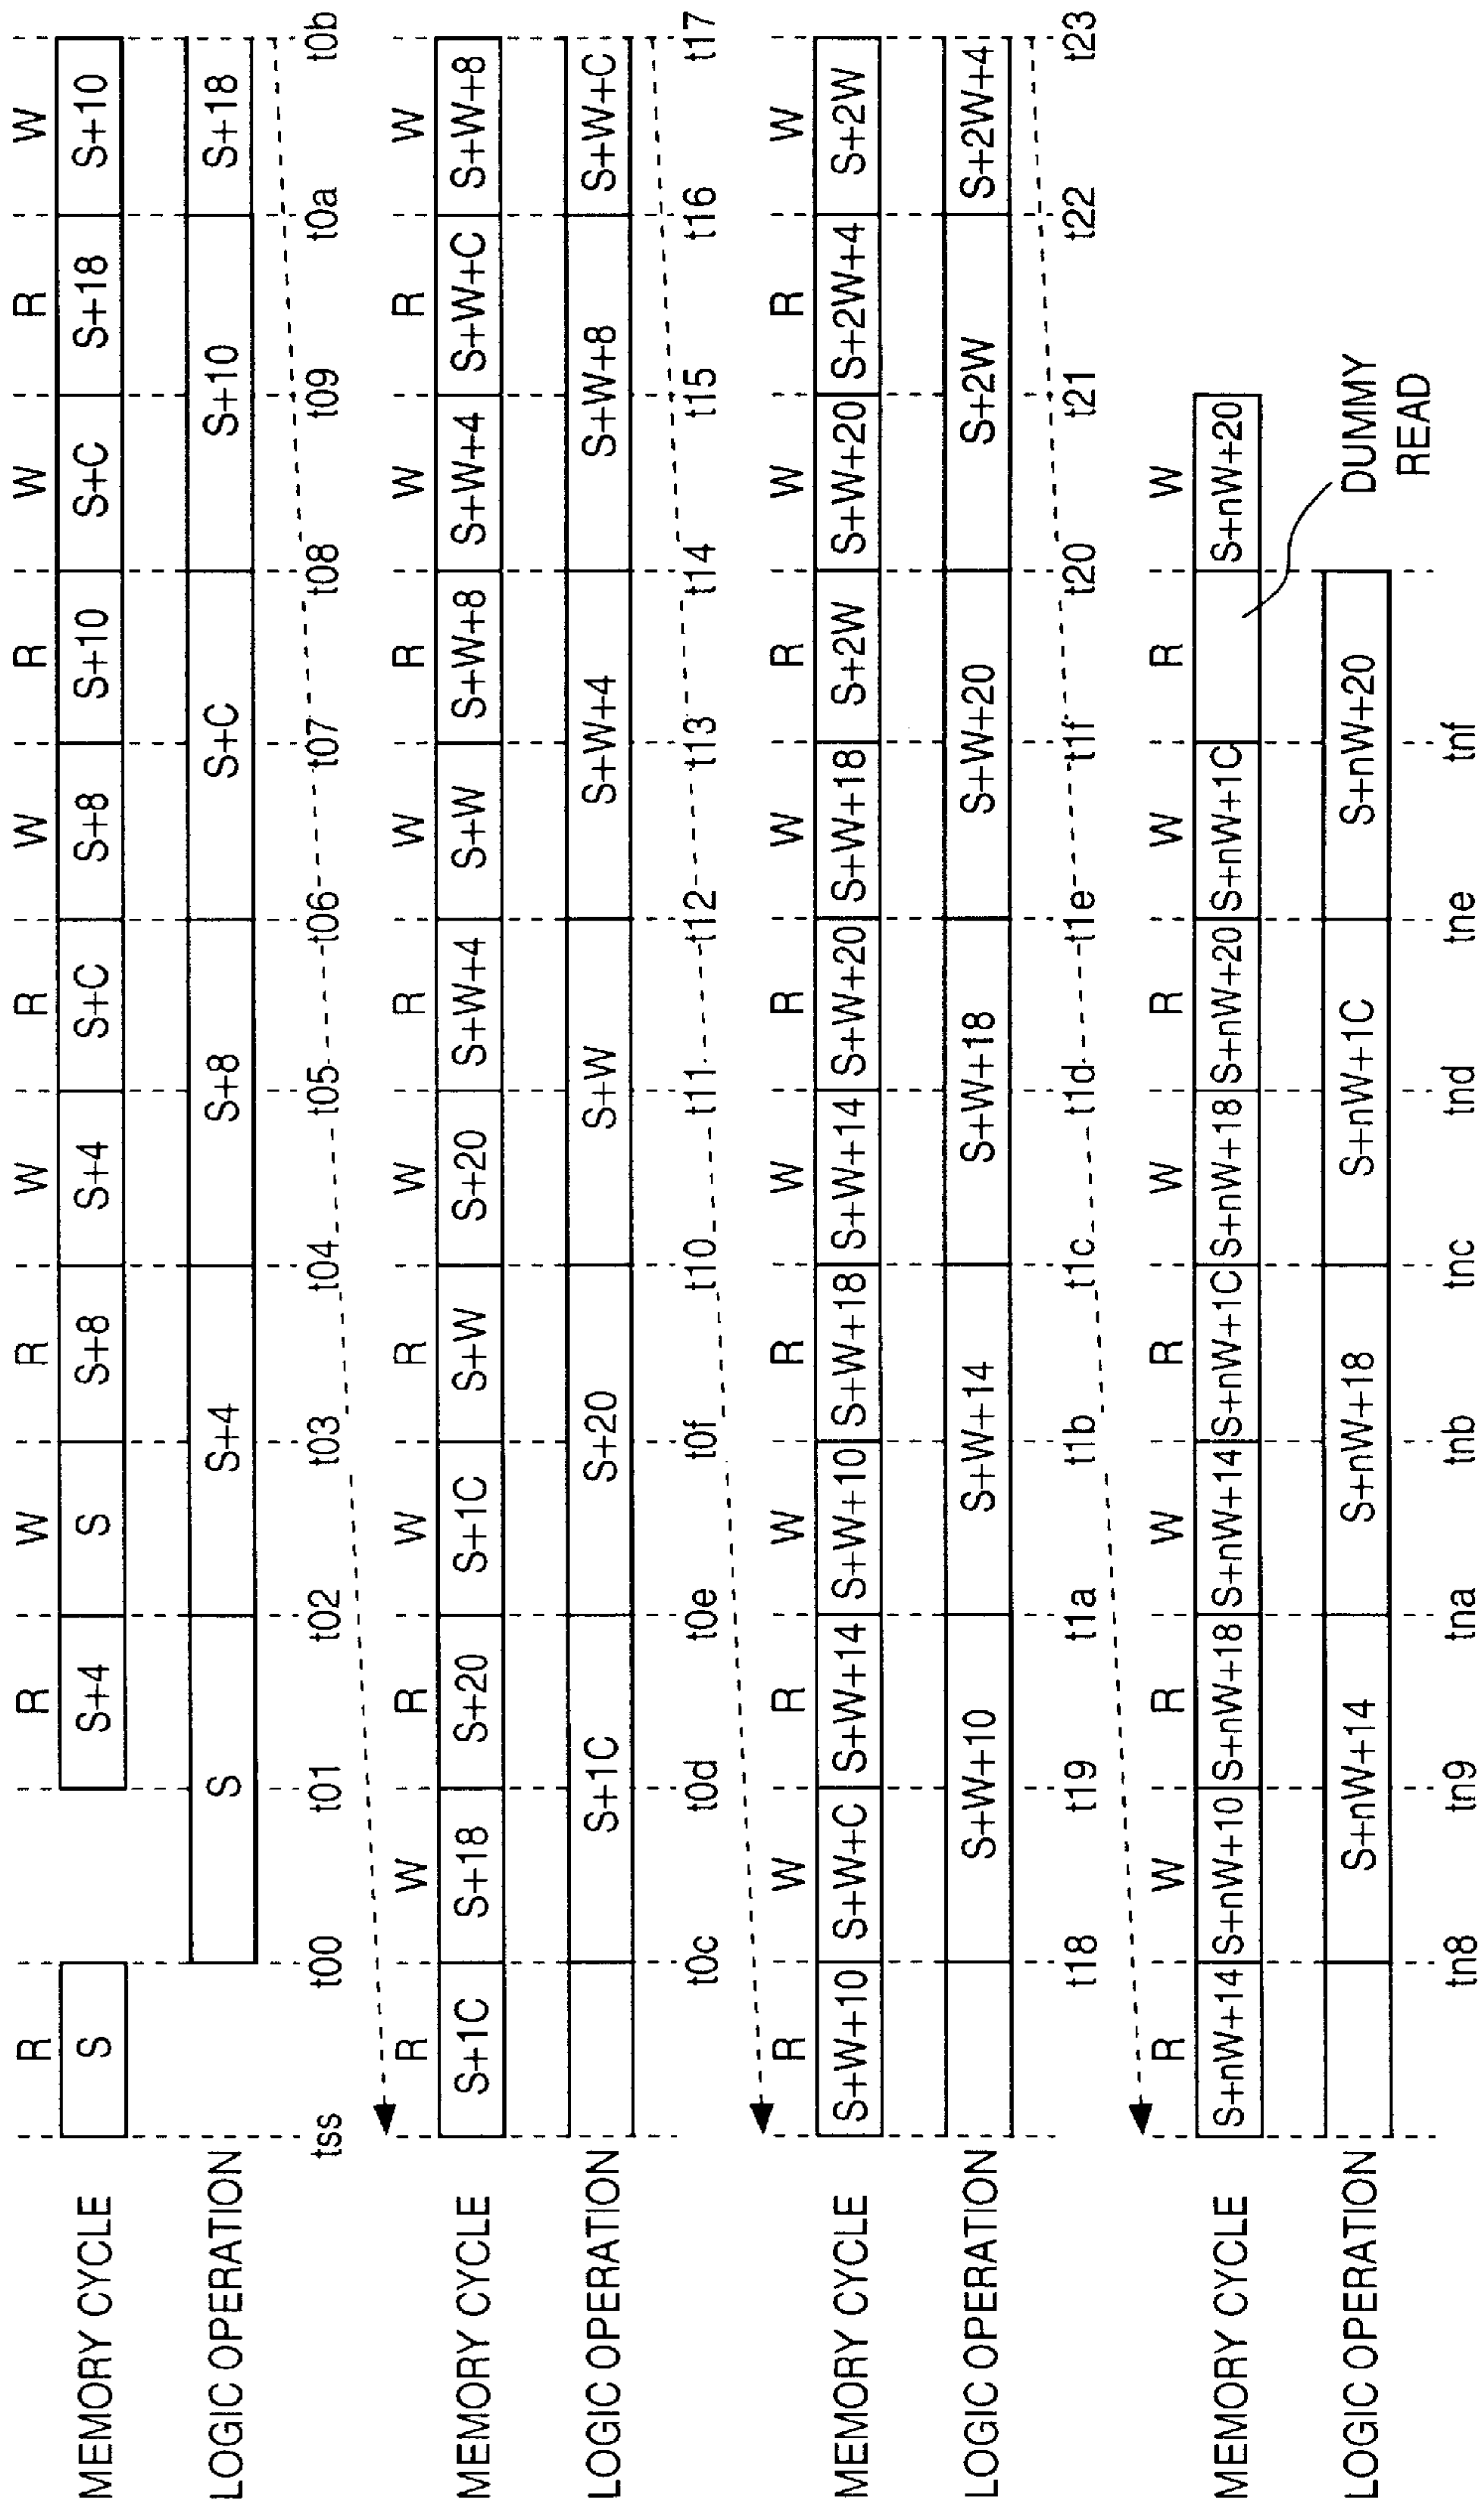 R R W R W R W R W R W
MEMORY CYCLE S S+4 S S+8 S+4 S+C S+8 S+10 S+C S+18 S+10
LOGIC OPERATION S S+4 S+8 S+C S+10 S+18
tss t00 t01 t02 t03 t04 t05 t06 t07 t08 t09 t0a t0b
R W R W R W R W R W R W
MEMORY CYCLE S+1C S+18 S+20 S+1C S+W S+20 S+W+4 S+W S+W+8 S+W+4 S+W+C S+W+8
LOGIC OPERATION S+1C S+20 S+W S+W+4 S+W+8 S+W+C
t0c t0d t0e t0f t10 t11 t12 t13 t14 t15 t16 t17
R W R W R W R W R W R W
MEMORY CYCLE S+W+10 S+W+C S+W+14 S+W+10 S+W+18 S+W+14 S+W+20 S+W+18 S+2W S+W+20 S+2W+4 S+2W
LOGIC OPERATION S+W+10 S+W+14 S+W+18 S+W+20 S+2W S+2W+4
t18 t19 t1a t1b t1c t1d t1e t1f t20 t21 t22 t23
R W R W R W R W R W
MEMORY CYCLE S+nW+14 S+nW+10 S+nW+18 S+nW+14 S+nW+1C S+nW+18 S+nW+20 S+nW+1C S+nW+20
LOGIC OPERATION S+nW+14 S+nW+18 S+nW+1C S+nW+20
DUMMY
READ
tn8 tn9 tna tnb tnc tnd tne tnf